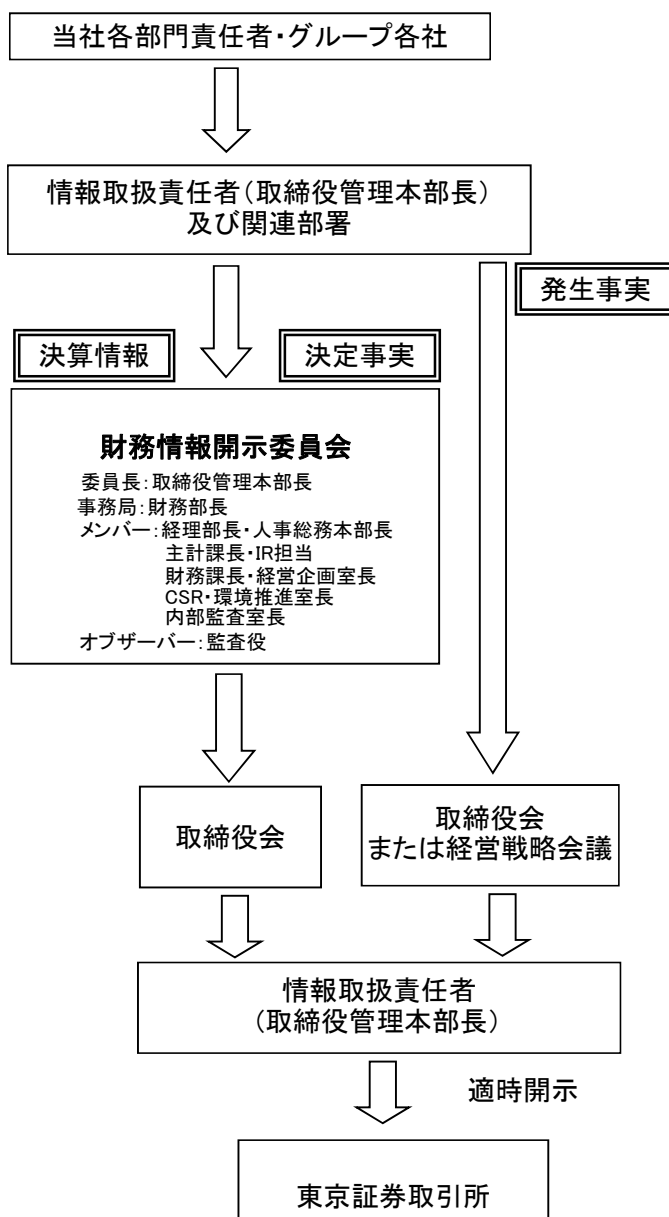 当社各部門責任者・グループ各社
情報取扱責任者（取締役管理本部長）
及び関連部署
発生事実
決算情報
決定事実
財務情報開示委員会
委員長：取締役管理本部長
事務局：財務部長
メンバー：経理部長・人事総務本部長
主計課長・IR担当
財務課長・経営企画室長
CSR・環境推進室長
内部監査室長
オブザーバー：監査役
取締役会
取締役会
または経営戦略会議
情報取扱責任者
（取締役管理本部長）
適時開示
東京証券取引所